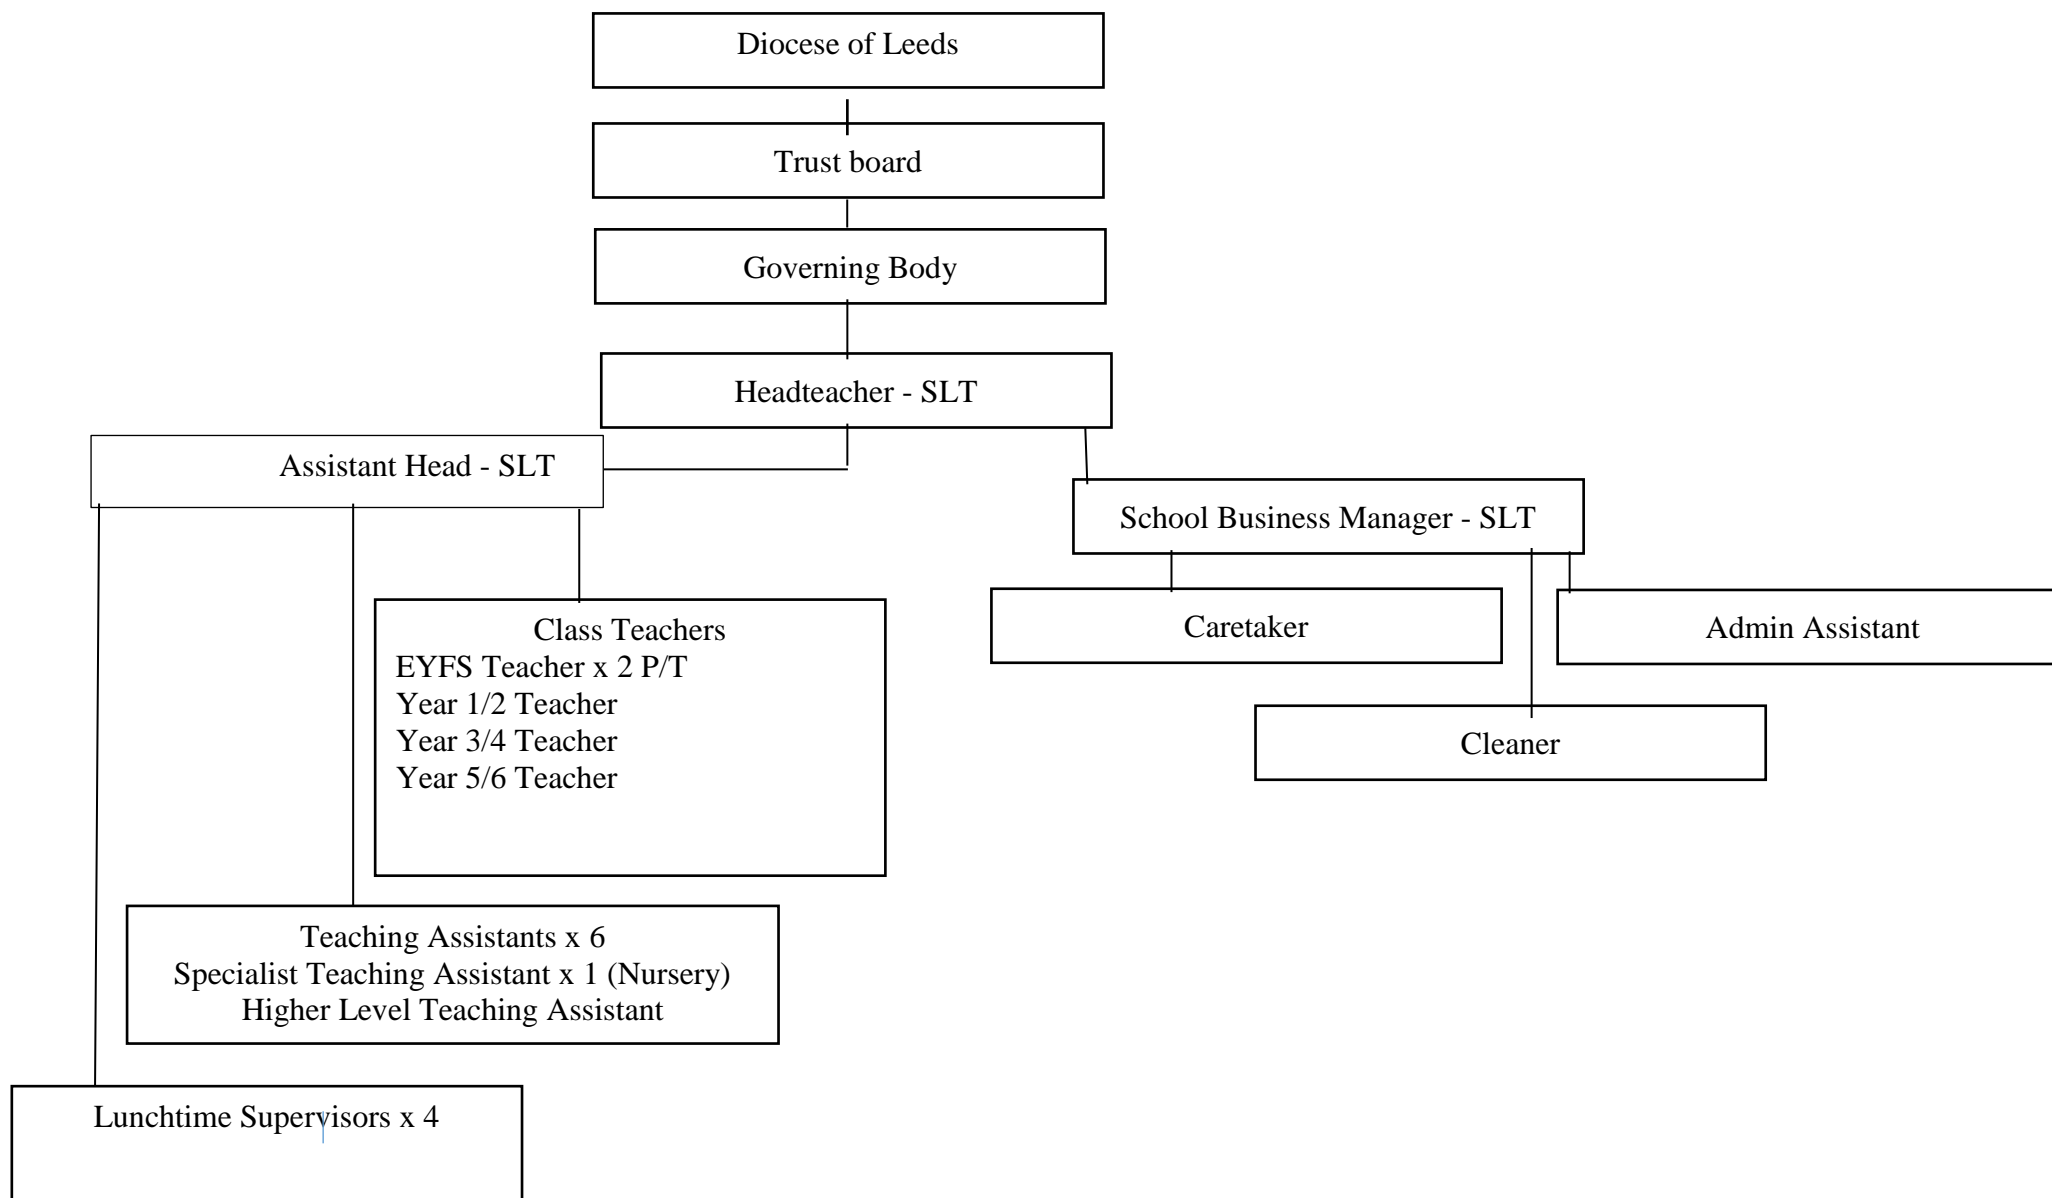 Diocese of Leeds
Trust board
Governing Body
Headteacher - SLT
Assistant Head - SLT
School Business Manager - SLT
Class Teachers
EYFS Teacher x 2 P/T
Year 1/2 Teacher
Year 3/4 Teacher
Year 5/6 Teacher
Caretaker
Admin Assistant
Cleaner
Teaching Assistants x 6
Specialist Teaching Assistant x 1 (Nursery)
Higher Level Teaching Assistant
Lunchtime Supervisors x 4